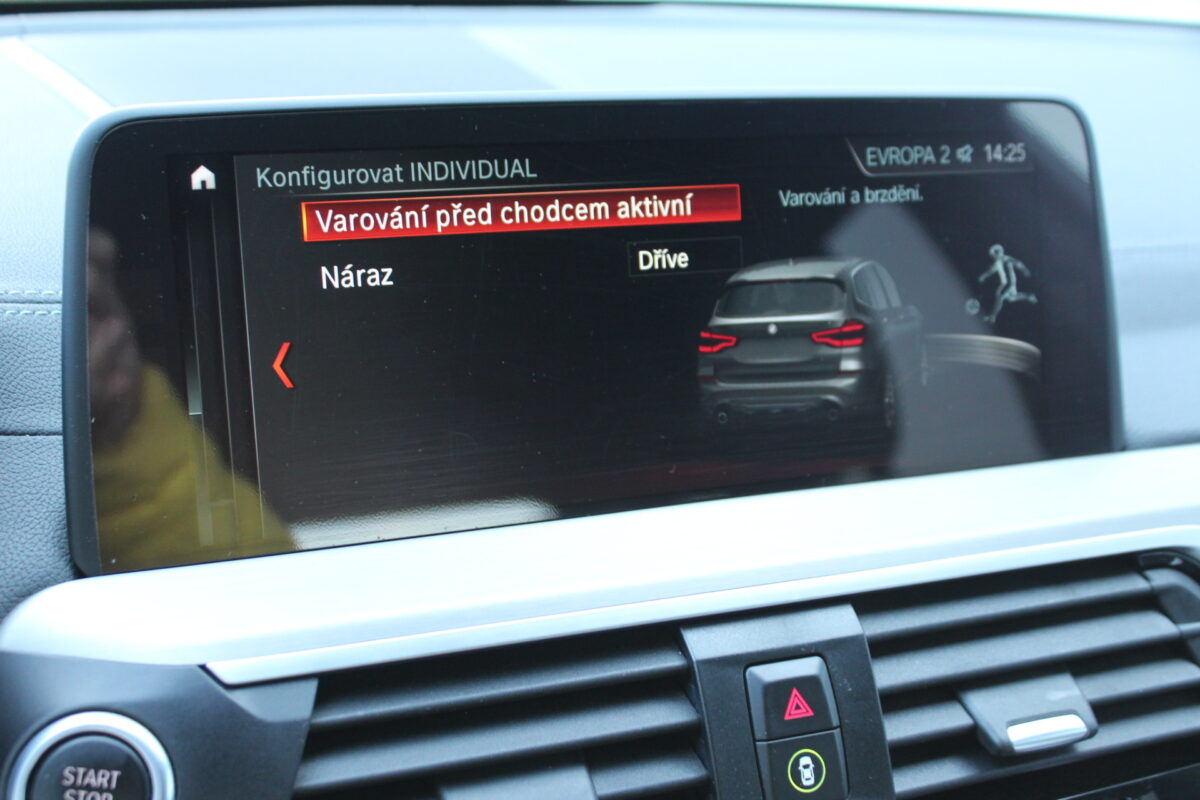 Konfigurovat INDIVIDUAL
EVROPA 2 14:25
Varování před chodcem aktivní
Varování a brzdění.
Náraz
Dříve
START
STOP